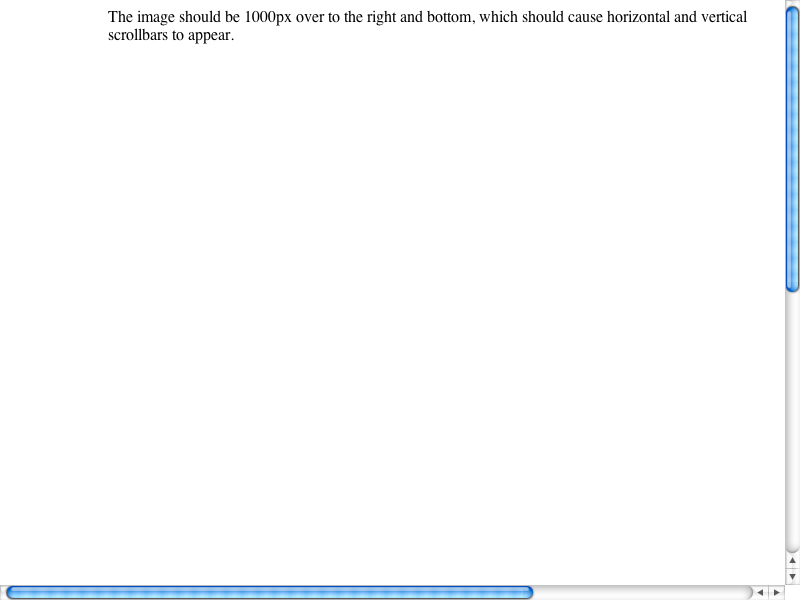 The image should be 1000px over to the right and bottom, which should cause horizontal and vertical
scrollbars to appear.